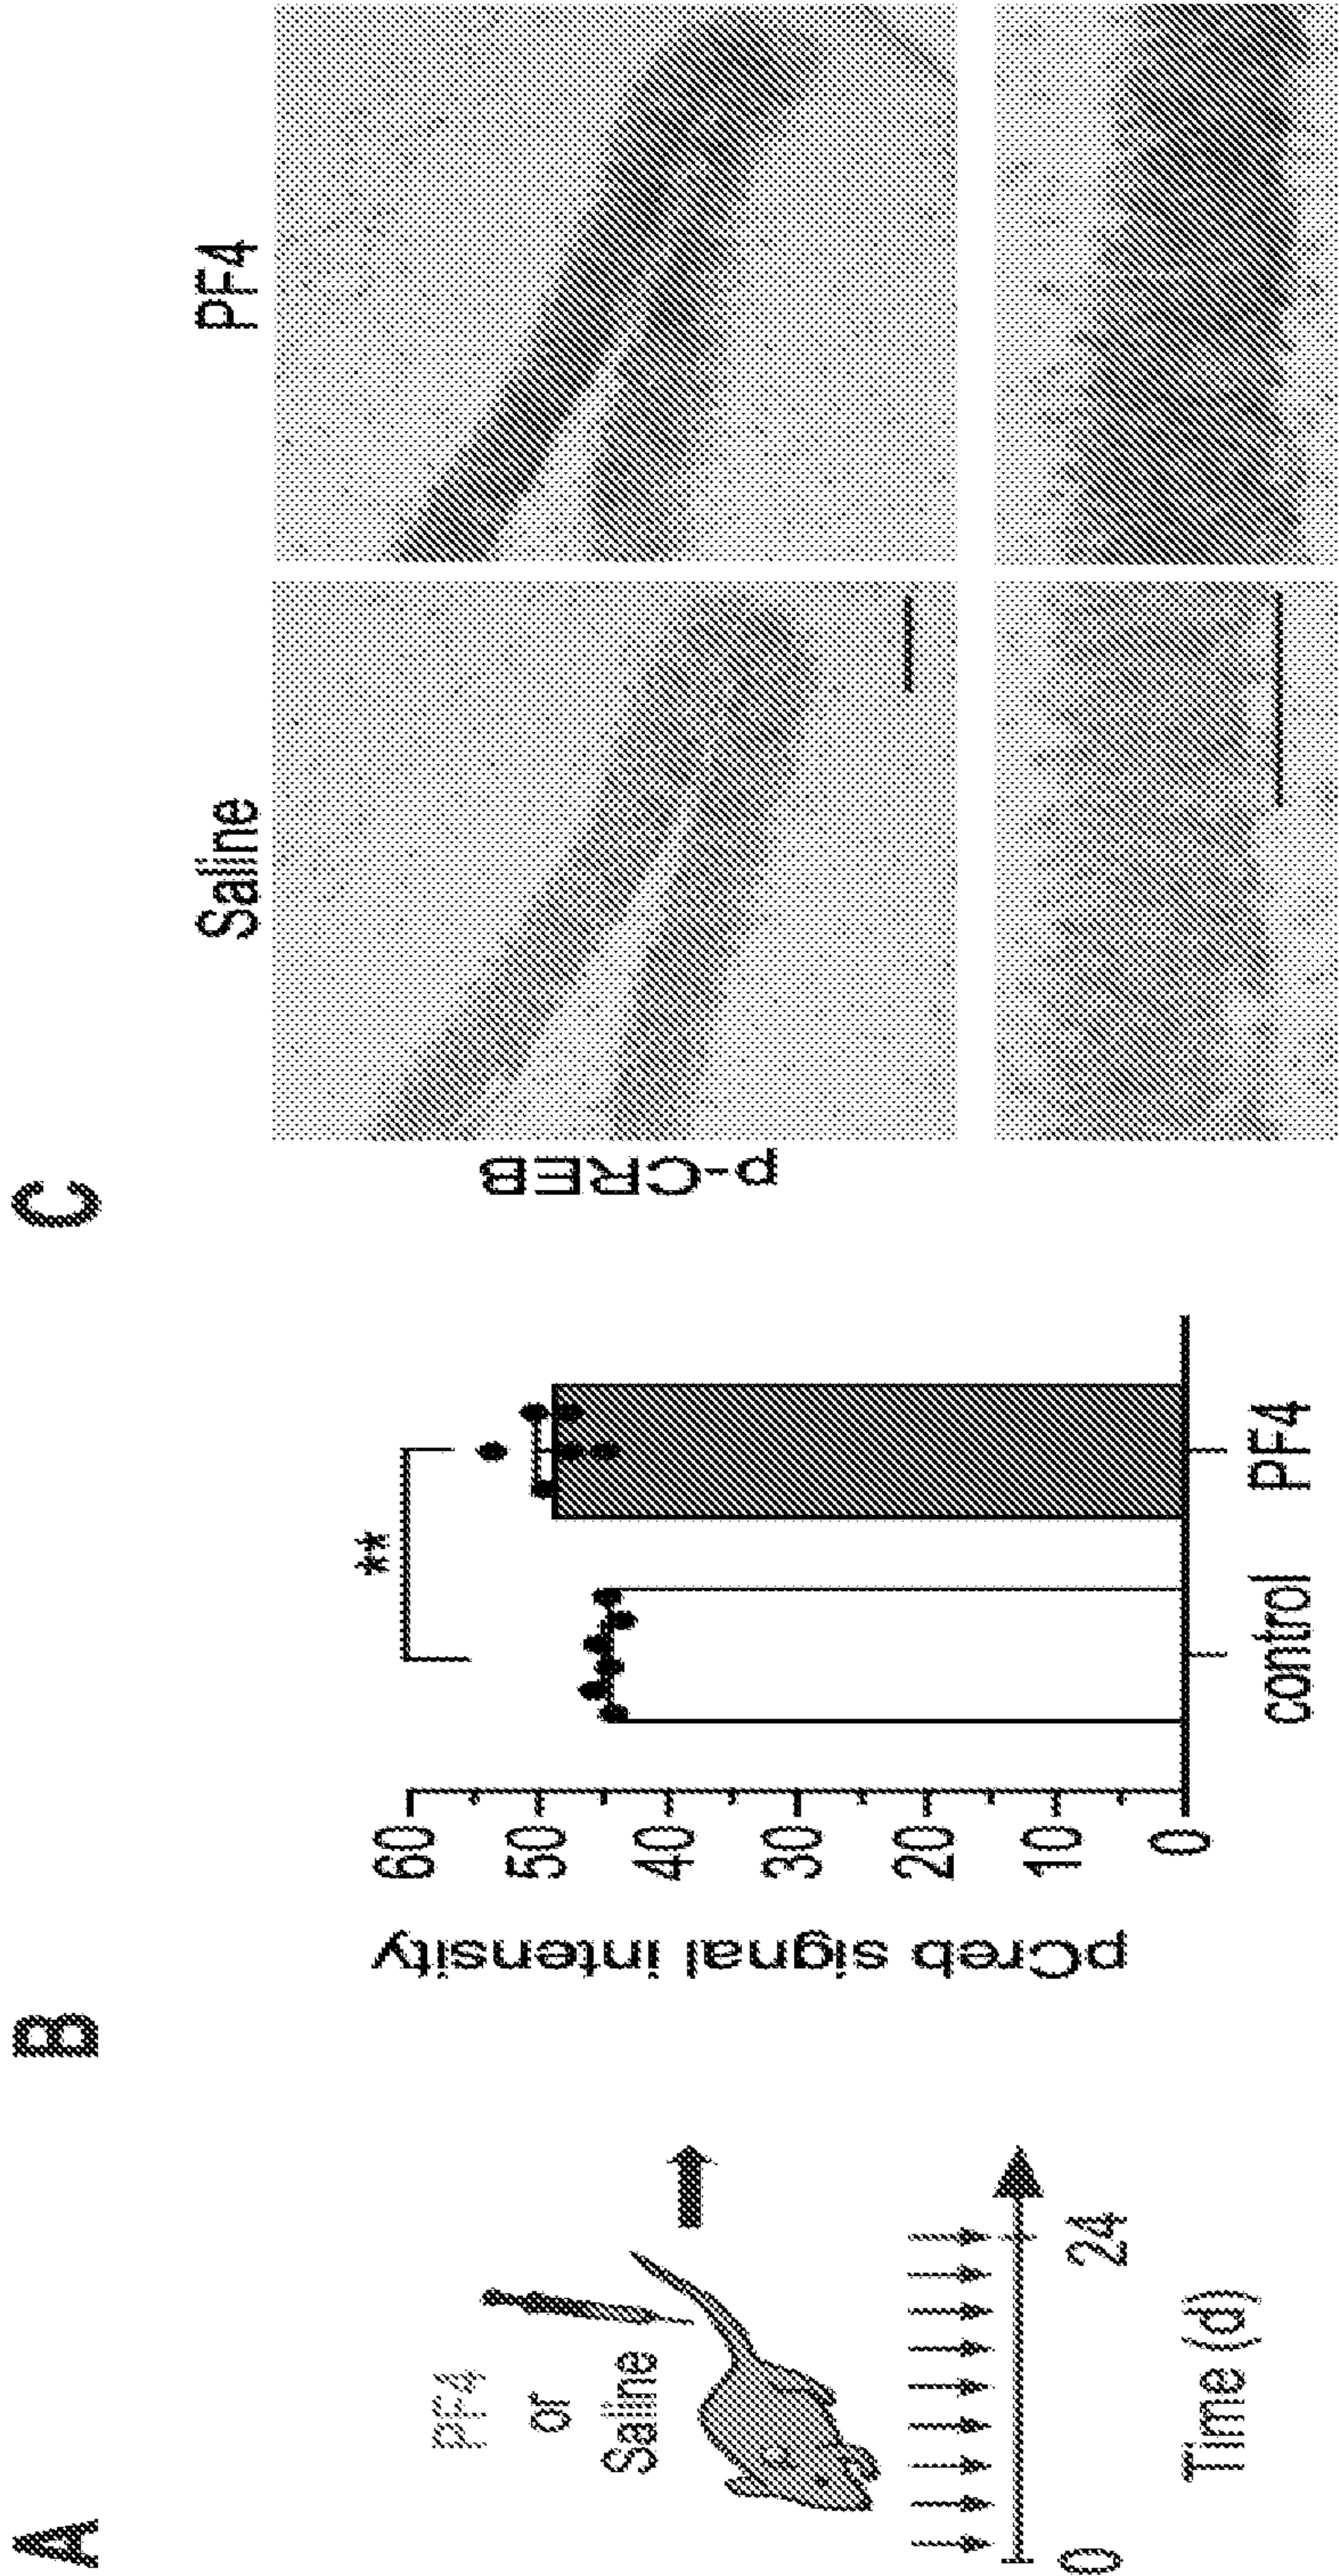 A
PF4
or
Saline
0
24
Time (d)
B
pCreb signal intensity
60
50
40
30
20
10
0
**
control
PF4
C
Saline
PF4
p-CREB